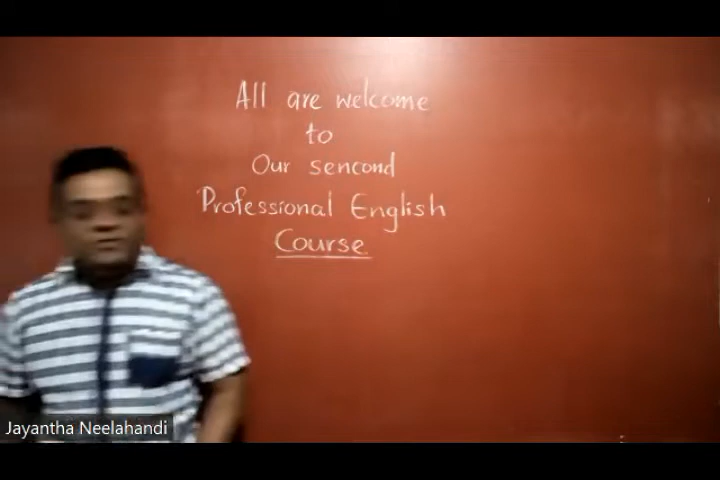 All are welcome
to
Our sencond
Professional English
Course
Jayantha Neelahandi